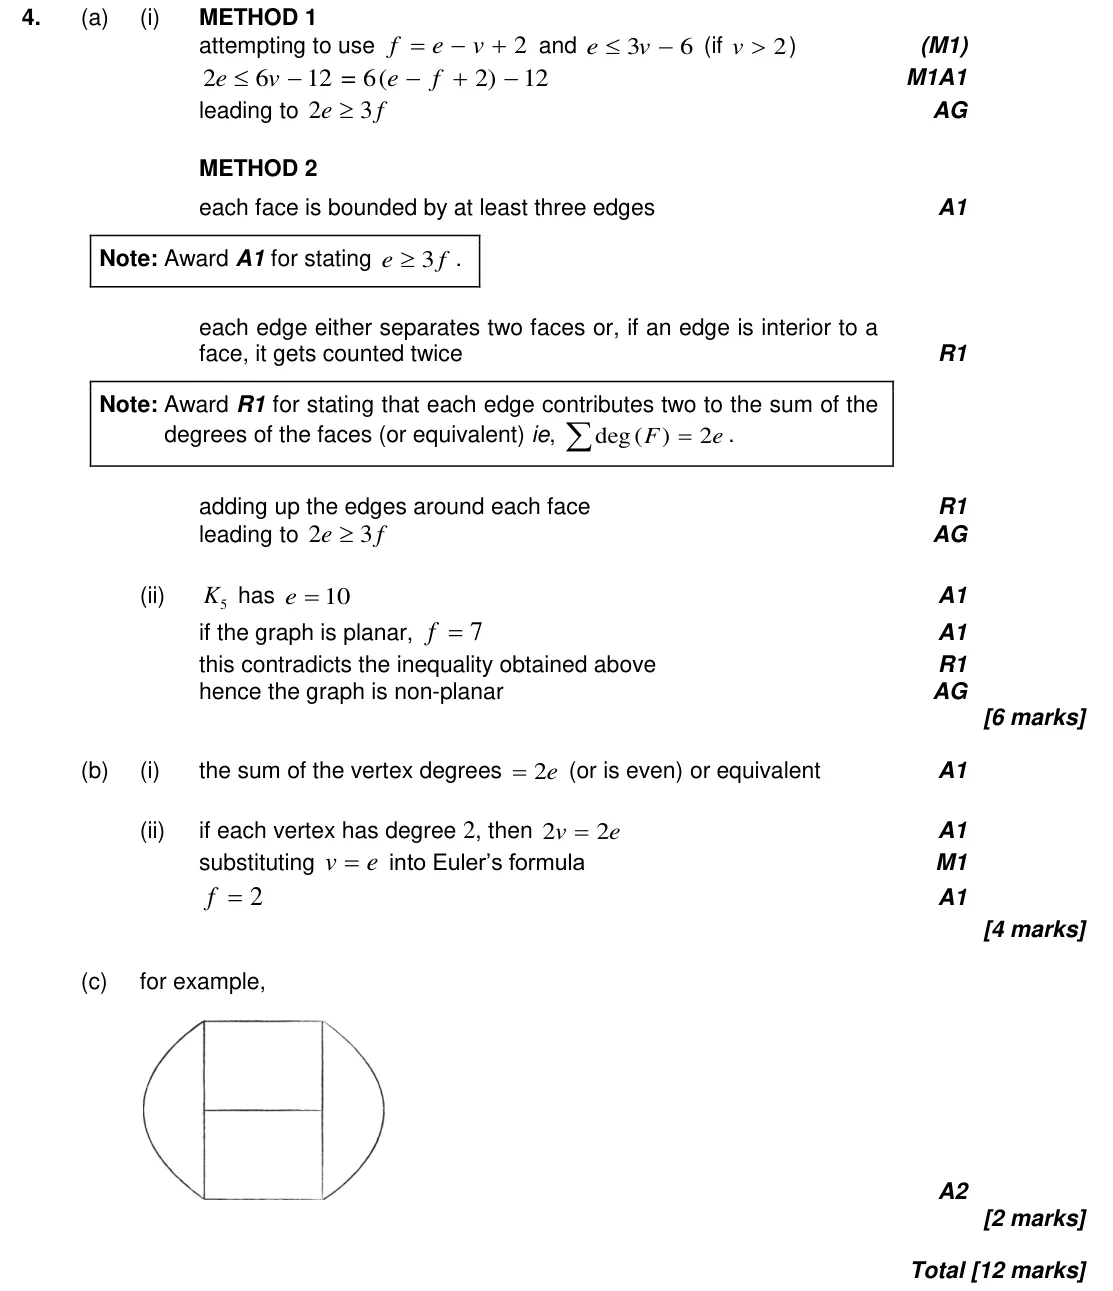 4. (a) (i) METHOD 1
attempting to use f = e − v + 2 and e ≤ 3v − 6 (if v > 2) (M1)
2e ≤ 6v − 12 = 6(e − f + 2) − 12 M1A1
leading to 2e ≥ 3f AG
METHOD 2
each face is bounded by at least three edges A1
Note: Award A1 for stating e ≥ 3f .
each edge either separates two faces or, if an edge is interior to a
face, it gets counted twice R1
Note: Award R1 for stating that each edge contributes two to the sum of the
degrees of the faces (or equivalent) ie, ∑deg(F) = 2e .
adding up the edges around each face R1
leading to 2e ≥ 3f AG
(ii) K₅ has e = 10 A1
if the graph is planar, f = 7 A1
this contradicts the inequality obtained above R1
hence the graph is non-planar AG
[6 marks]
(b) (i) the sum of the vertex degrees = 2e (or is even) or equivalent A1
(ii) if each vertex has degree 2, then 2v = 2e A1
substituting v = e into Euler’s formula M1
f = 2 A1
[4 marks]
(c) for example,
A2
[2 marks]
Total [12 marks]